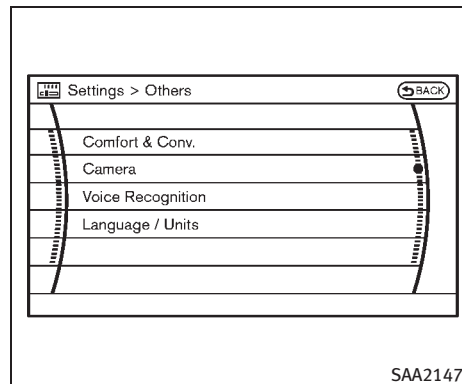 Settings > Others
BACK
Comfort & Conv.
Camera
Voice Recognition
Language / Units
SAA2147